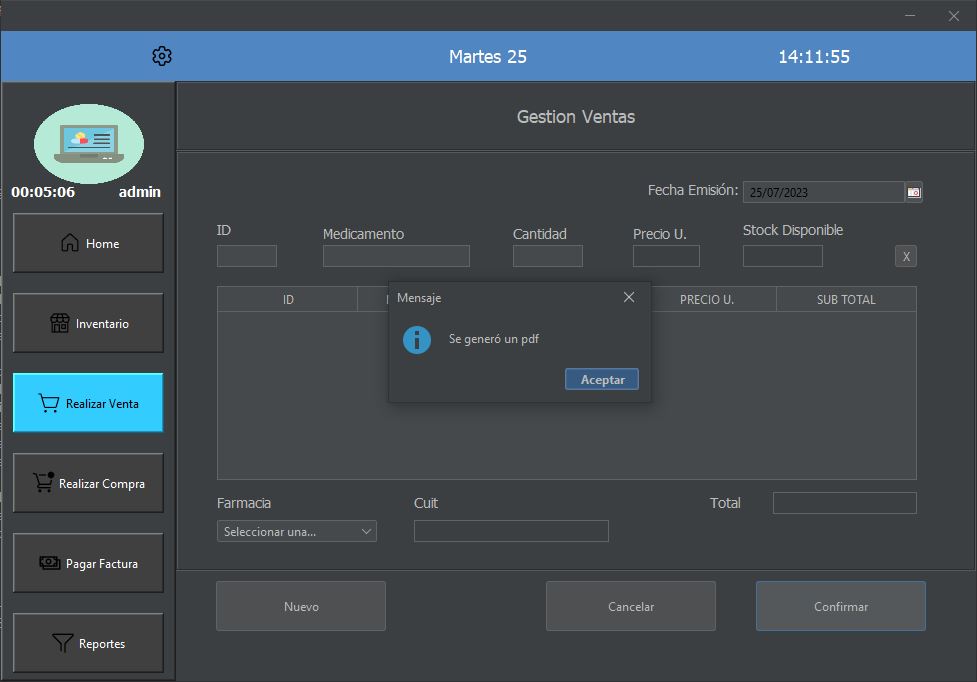 Martes 25
14:11:55
00:05:06 admin
Home
Inventario
Realizar Venta
Realizar Compra
Pagar Factura
Reportes
Gestion Ventas
Fecha Emisión: 25/07/2023
ID
Medicamento
Cantidad
Precio U.
Stock Disponible
X
ID
PRECIO U.
SUB TOTAL
Mensaje
Se generó un pdf
Aceptar
Farmacia
Seleccionar una...
Cuit
Total
Nuevo
Cancelar
Confirmar